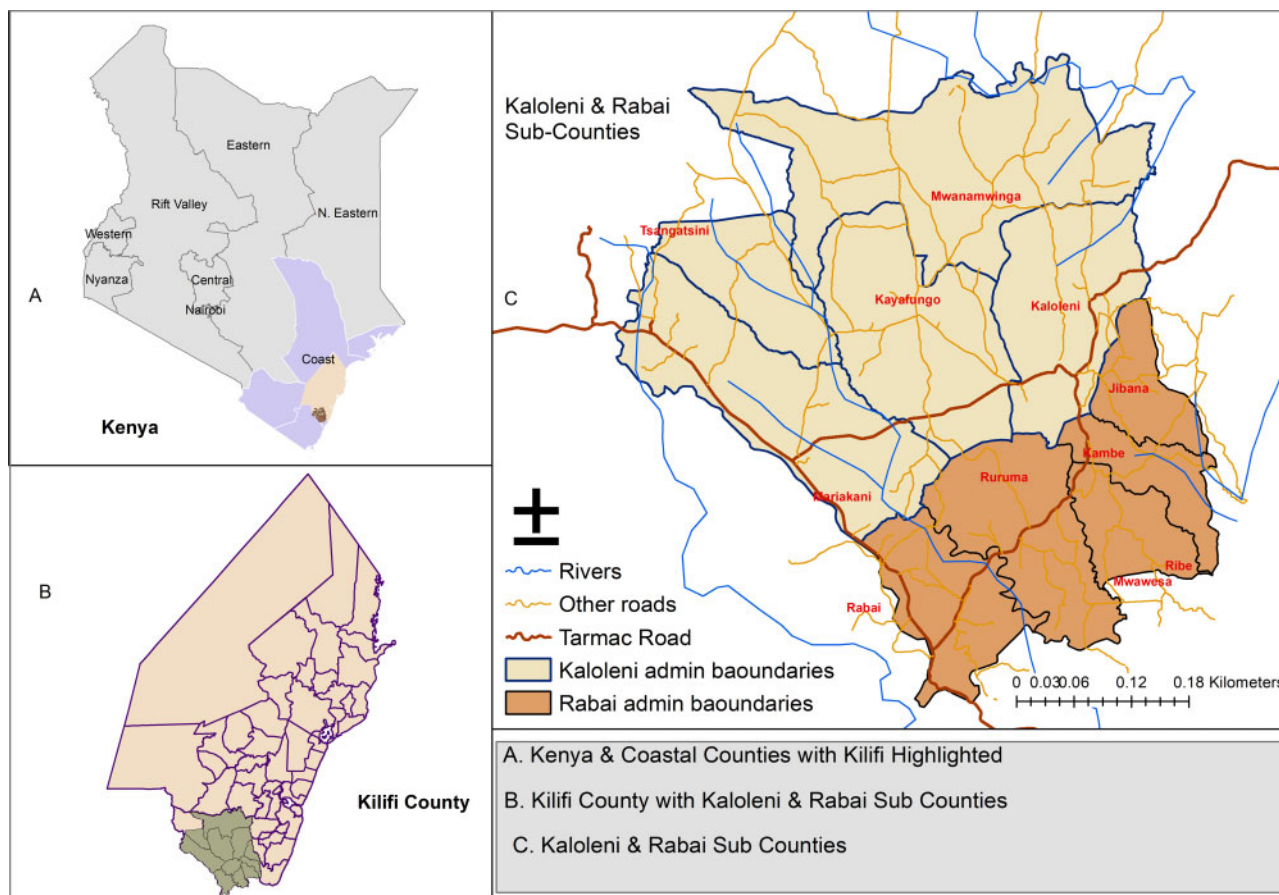 Eastern
Rift Valley
N. Eastern
Western
Nyanza
Central
Nairobi
A
Coast
Kenya
B
Kilifi County
Kaloleni & Rabai
Sub-Counties
Mwanamwinga
Tsangatsini
C
Kayafungo
Kaloleni
Jibana
Kambe
Ruruma
Mariakani
Ribe
Mwawesa
Rabai
Rivers
Other roads
Tarmac Road
Kaloleni admin baoundaries
Rabai admin baoundaries
0 0.030.06 0.12 0.18 Kilometers
A. Kenya & Coastal Counties with Kilifi Highlighted
B. Kilifi County with Kaloleni & Rabai Sub Counties
C. Kaloleni & Rabai Sub Counties